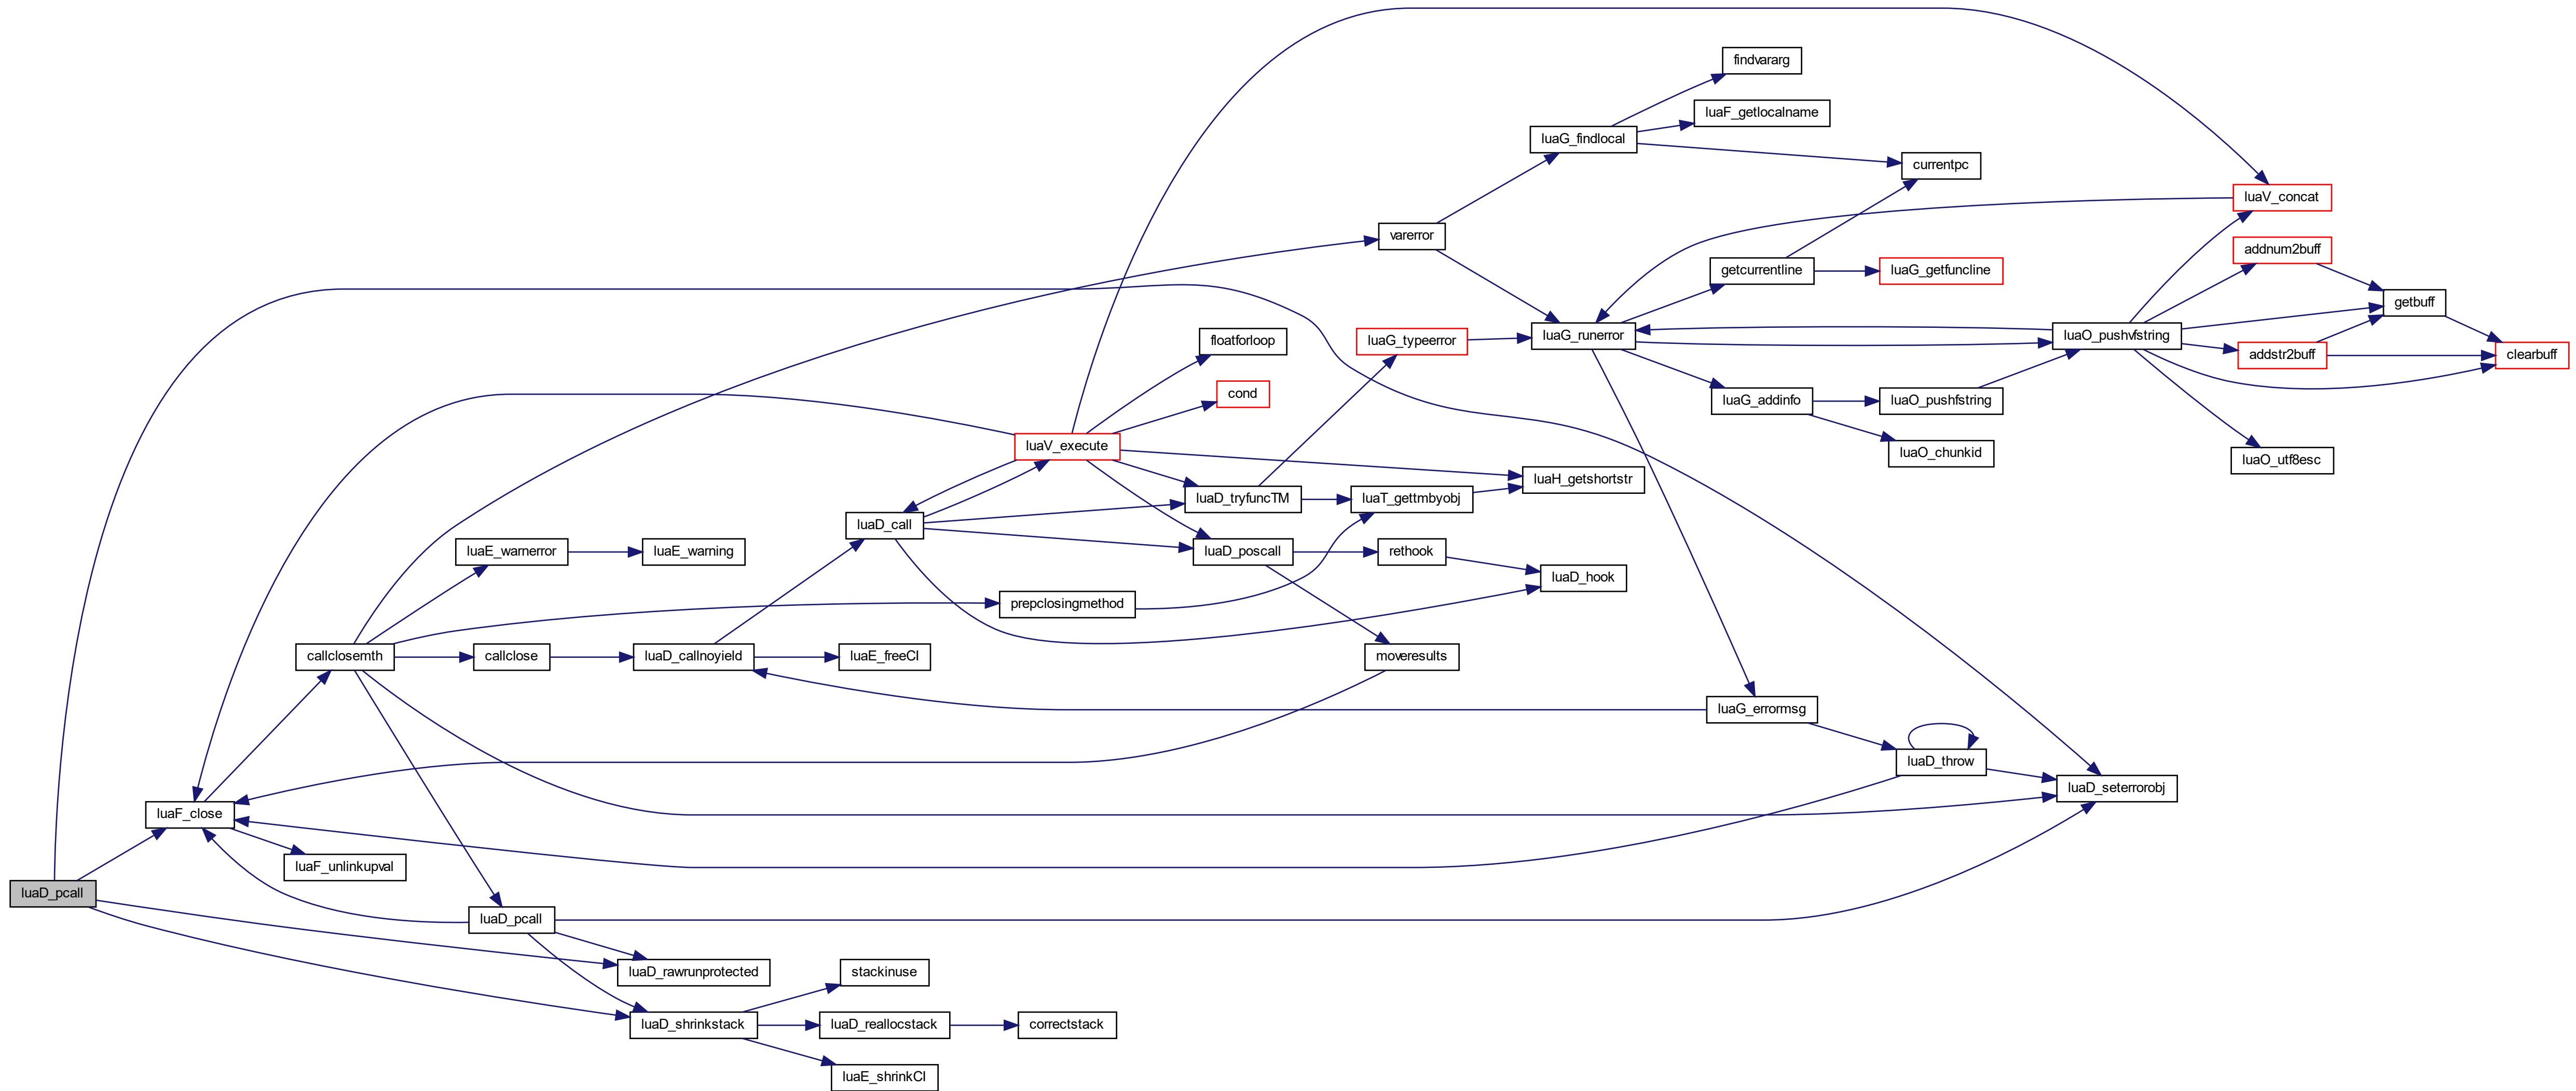 findvararg
luaF_getlocalname
luaG_findlocal
currentpc
luaV_concat
varerror
addnum2buff
getcurrentline
luaG_getfuncline
getbuff
floatforloop
luaG_typeerror
luaG_runerror
luaO_pushvfstring
addstr2buff
clearbuff
cond
luaG_addinfo
luaO_pushfstring
luaV_execute
luaO_chunkid
luaO_utf8esc
luaH_getshortstr
luaD_tryfuncTM
luaT_gettmbyobj
luaD_call
luaE_warnerror
luaE_warning
luaD_poscall
rethook
luaD_hook
prepclosingmethod
callclosemth
callclose
luaD_callnoyield
luaE_freeCI
moveresults
luaG_errormsg
luaD_throw
luaD_seterrorobj
luaF_close
luaF_unlinkupval
luaD_pcall
luaD_pcall
luaD_rawrunprotected
stackinuse
luaD_shrinkstack
luaD_reallocstack
correctstack
luaE_shrinkCI